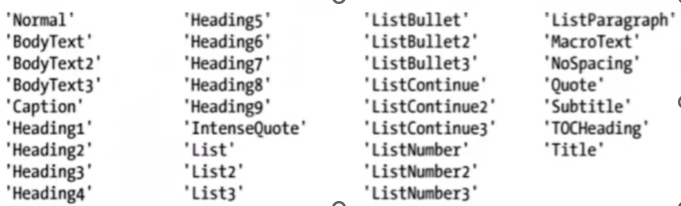 'Normal' 'Heading5' 'ListBullet' 'ListParagraph'
'BodyText' 'Heading6' 'ListBullet2' 'MacroText'
'BodyText2' 'Heading7' 'ListBullet3' 'NoSpacing'
'BodyText3' 'Heading8' 'ListContinue' 'Quote'
'Caption' 'Heading9' 'ListContinue2' 'Subtitle'
'Heading1' 'IntenseQuote' 'ListContinue3' 'TOCHeading'
'Heading2' 'List' 'ListNumber' 'Title'
'Heading3' 'List2' 'ListNumber2'
'Heading4' 'List3' 'ListNumber3'